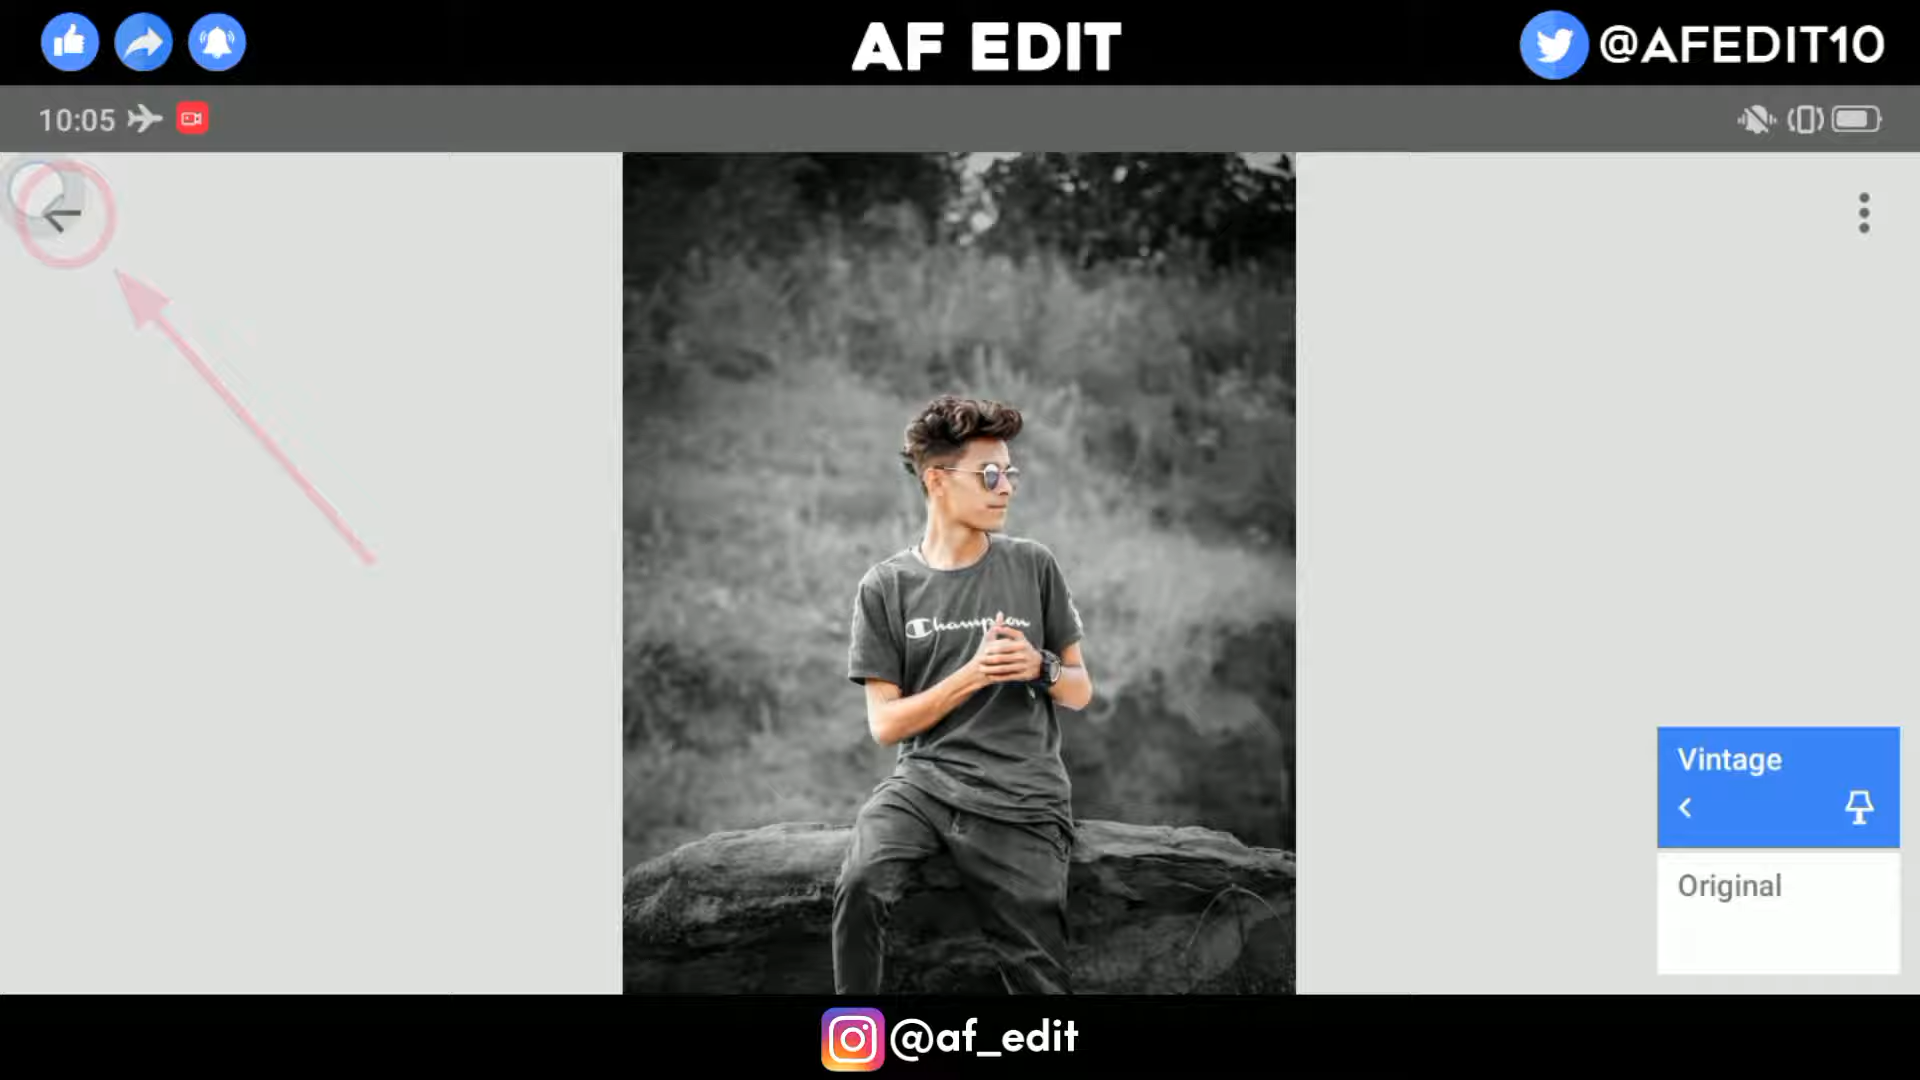 AF EDIT
@AFEDIT10
10:05
Champion
Vintage
Original
@af_edit